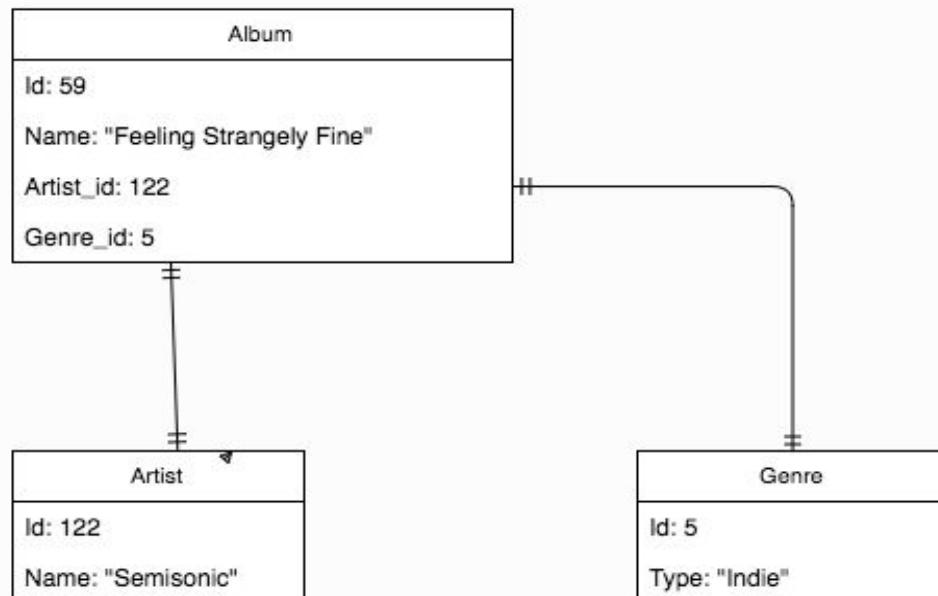 Album
Id: 59
Name: "Feeling Strangely Fine"
Artist_id: 122
Genre_id: 5
Artist
Id: 122
Name: "Semisonic"
Genre
Id: 5
Type: "Indie"